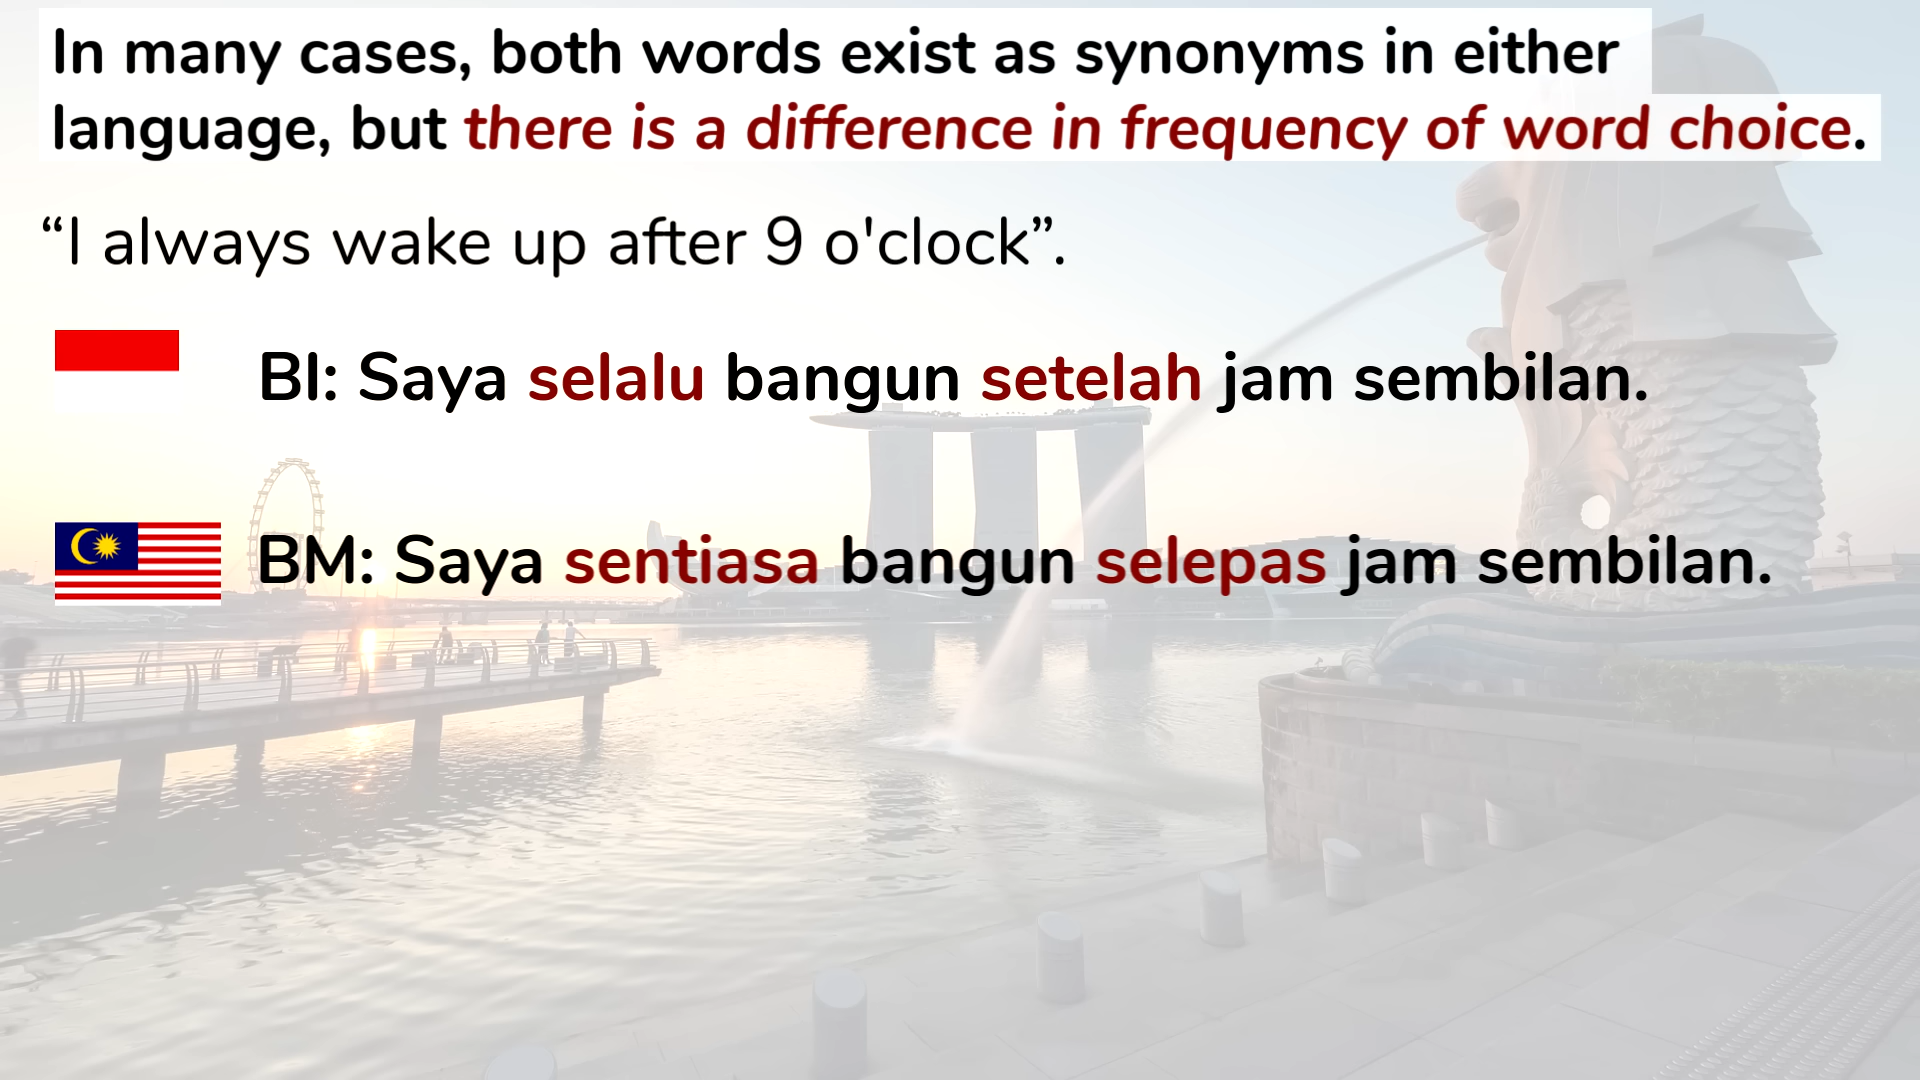 In many cases, both words exist as synonyms in either
language, but there is a difference in frequency of word choice.
“I always wake up after 9 o'clock”.
BI: Saya selalu bangun setelah jam sembilan.
BM: Saya sentiasa bangun selepas jam sembilan.